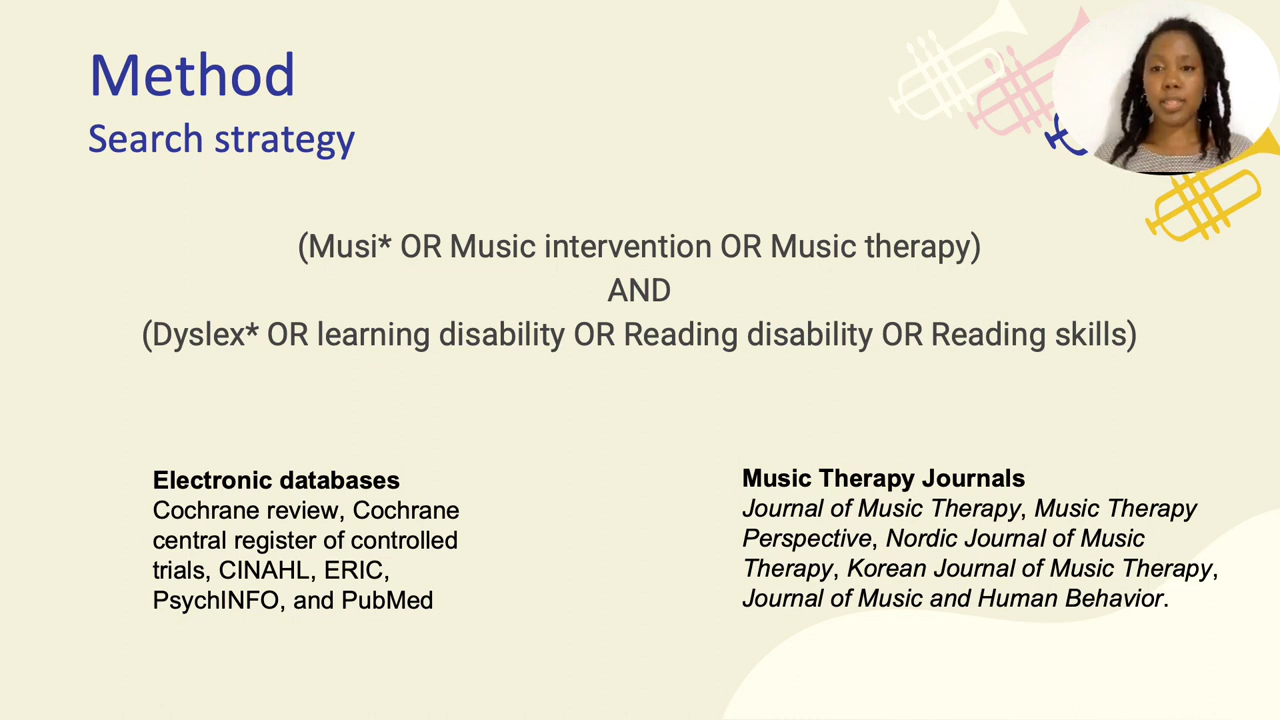 Method
Search strategy
(Musi* OR Music intervention OR Music therapy)
AND
(Dyslex* OR learning disability OR Reading disability OR Reading skills)
Electronic databases
Cochrane review, Cochrane
central register of controlled
trials, CINAHL, ERIC,
PsychINFO, and PubMed
Music Therapy Journals
Journal of Music Therapy, Music Therapy
Perspective, Nordic Journal of Music
Therapy, Korean Journal of Music Therapy,
Journal of Music and Human Behavior.